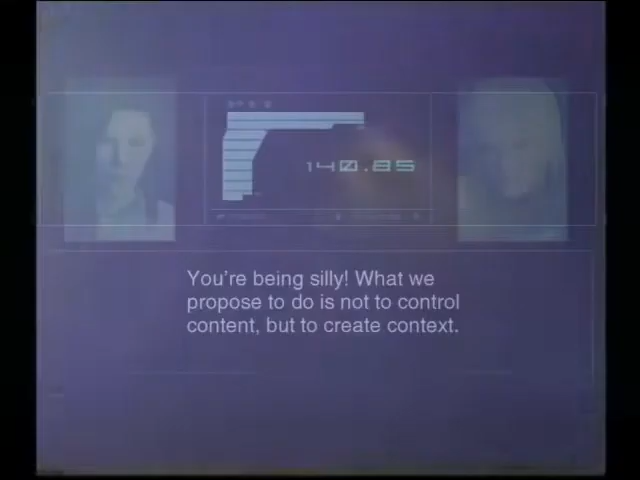 140.85
You're being silly! What we
propose to do is not to control
content, but to create context.